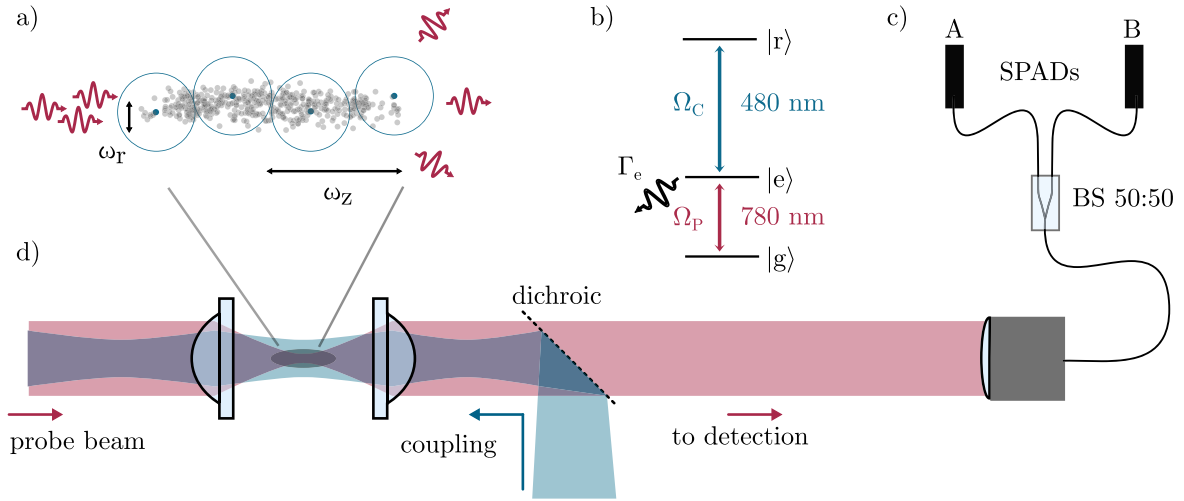 a)
ω_r
ω_z
b)
|r⟩
Ω_C
480 nm
Γ_e
|e⟩
Ω_P
780 nm
|g⟩
c)
A
B
SPADs
BS 50:50
d)
dichroic
probe beam
coupling
to detection